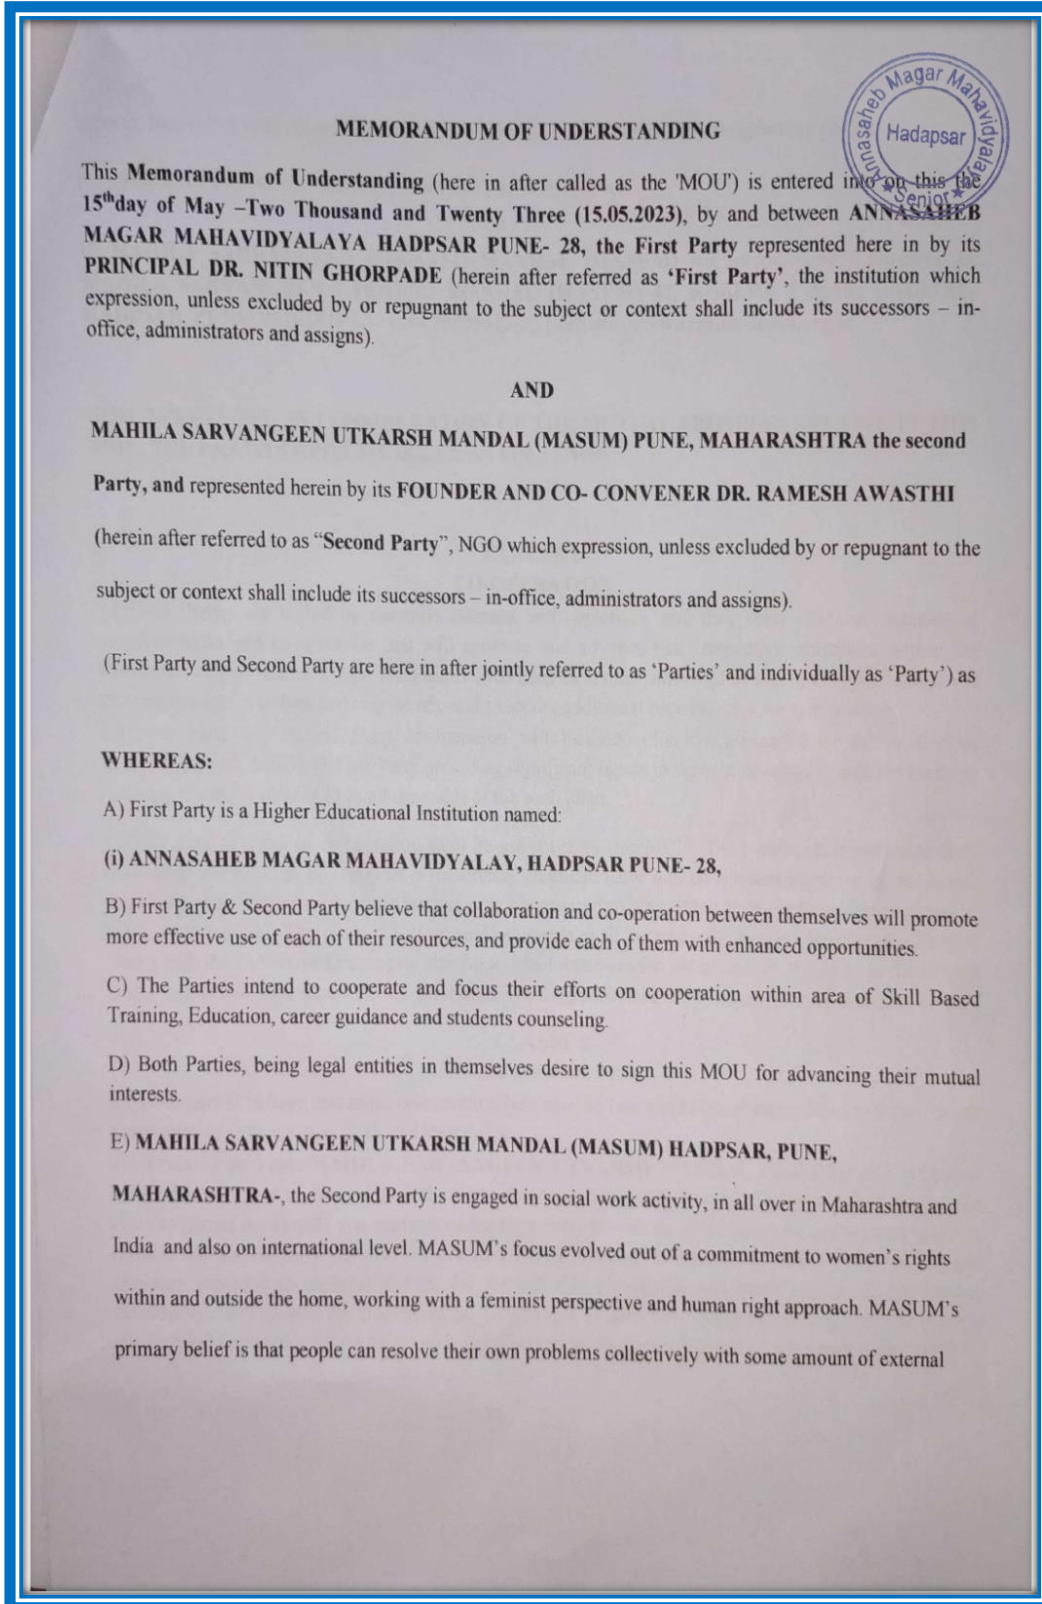 Annasaheb Magar Mahavidyalaya
Hadapsar
★ Senior ★
MEMORANDUM OF UNDERSTANDING
This Memorandum of Understanding (here in after called as the 'MOU') is entered into on this the
15thday of May –Two Thousand and Twenty Three (15.05.2023), by and between ANNASAHEB
MAGAR MAHAVIDYALAYA HADPSAR PUNE- 28, the First Party represented here in by its
PRINCIPAL DR. NITIN GHORPADE (herein after referred as ‘First Party’, the institution which
expression, unless excluded by or repugnant to the subject or context shall include its successors – in-
office, administrators and assigns).
AND
MAHILA SARVANGEEN UTKARSH MANDAL (MASUM) PUNE, MAHARASHTRA the second
Party, and represented herein by its FOUNDER AND CO- CONVENER DR. RAMESH AWASTHI
(herein after referred to as “Second Party”, NGO which expression, unless excluded by or repugnant to the
subject or context shall include its successors – in-office, administrators and assigns).
(First Party and Second Party are here in after jointly referred to as ‘Parties’ and individually as ‘Party’) as
WHEREAS:
A) First Party is a Higher Educational Institution named:
(i) ANNASAHEB MAGAR MAHAVIDYALAY, HADPSAR PUNE- 28,
B) First Party & Second Party believe that collaboration and co-operation between themselves will promote
more effective use of each of their resources, and provide each of them with enhanced opportunities.
C) The Parties intend to cooperate and focus their efforts on cooperation within area of Skill Based
Training, Education, career guidance and students counseling.
D) Both Parties, being legal entities in themselves desire to sign this MOU for advancing their mutual
interests.
E) MAHILA SARVANGEEN UTKARSH MANDAL (MASUM) HADPSAR, PUNE,
MAHARASHTRA-, the Second Party is engaged in social work activity, in all over in Maharashtra and
India and also on international level. MASUM’s focus evolved out of a commitment to women’s rights
within and outside the home, working with a feminist perspective and human right approach. MASUM’s
primary belief is that people can resolve their own problems collectively with some amount of external